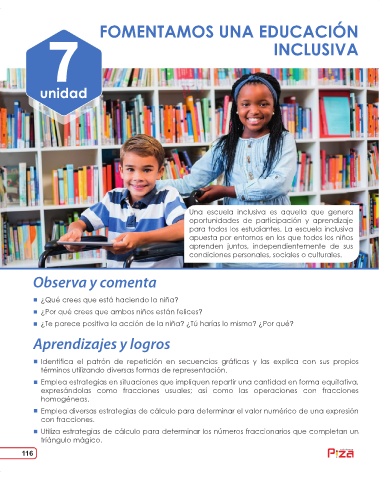 FOMENTAMOS UNA EDUCACIÓN
INCLUSIVA
7
unidad
Una escuela inclusiva es aquella que genera
oportunidades de participación y aprendizaje
para todos los estudiantes. La escuela inclusiva
apuesta por entornos en los que todos los niños
aprenden juntos, independientemente de sus
condiciones personales, sociales o culturales.
Observa y comenta
¿Qué crees que está haciendo la niña?
¿Por qué crees que ambos niños están felices?
¿Te parece positiva la acción de la niña? ¿Tú harías lo mismo? ¿Por qué?
Aprendizajes y logros
Identifica el patrón de repetición en secuencias gráficas y las explica con sus propios
términos utilizando diversas formas de representación.
Emplea estrategias en situaciones que impliquen repartir una cantidad en forma equitativa,
expresándolas como fracciones usuales; así como las operaciones con fracciones
homogéneas.
Emplea diversas estrategias de cálculo para determinar el valor numérico de una expresión
con fracciones.
Utiliza estrategias de cálculo para determinar los números fraccionarios que completan un
triángulo mágico.
116
Pizá